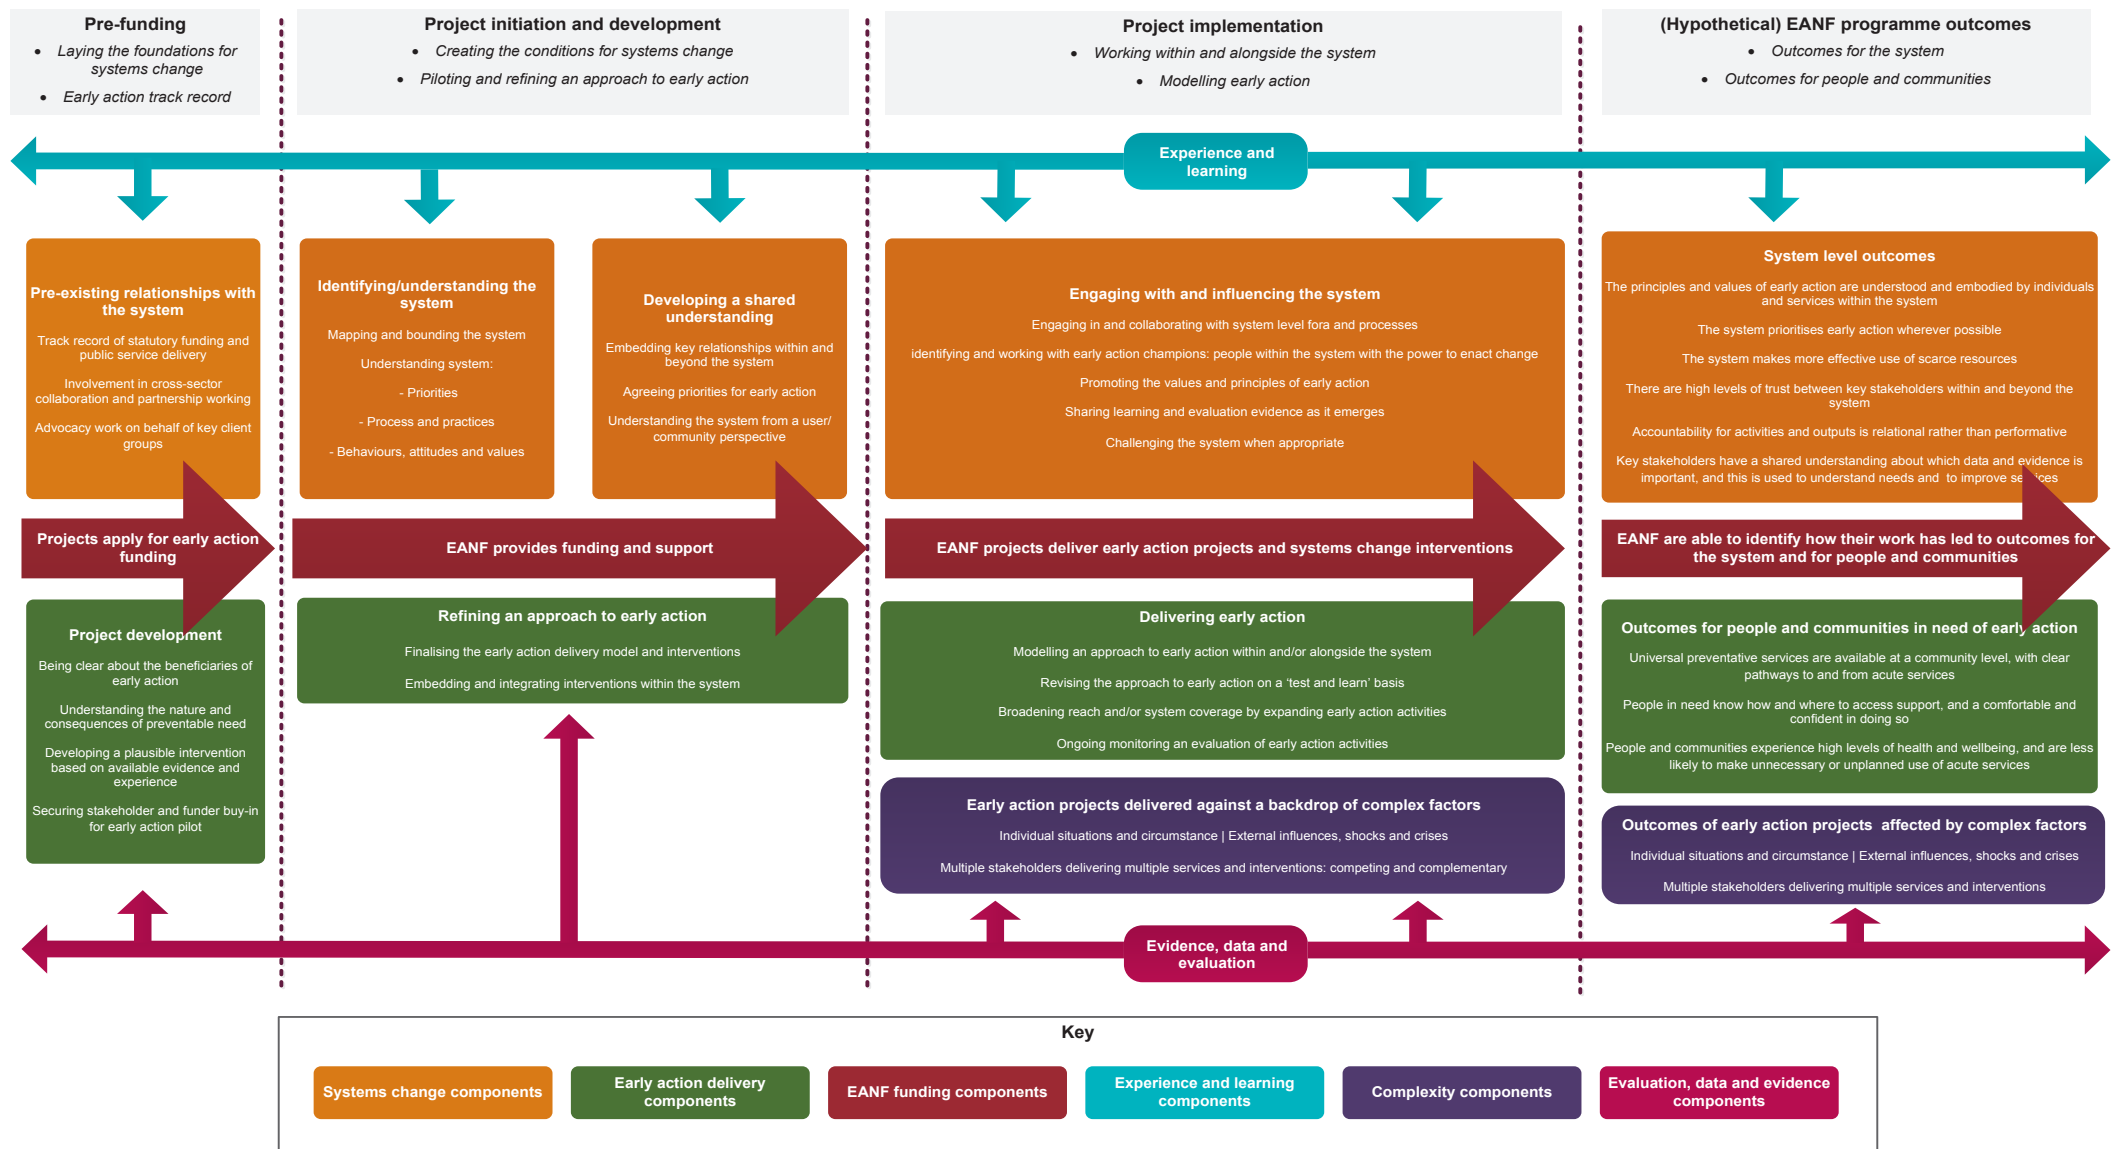 Pre-funding
• Laying the foundations for
systems change
• Early action track record
Project initiation and development
• Creating the conditions for systems change
• Piloting and refining an approach to early action
Project implementation
• Working within and alongside the system
• Modelling early action
(Hypothetical) EANF programme outcomes
• Outcomes for the system
• Outcomes for people and communities
Experience and
learning
Pre-existing relationships with
the system
Track record of statutory funding and
public service delivery
Involvement in cross-sector
collaboration and partnership working
Advocacy work on behalf of key client
groups
Identifying/understanding the
system
Mapping and bounding the system
Understanding system:
- Priorities
- Process and practices
- Behaviours, attitudes and values
Developing a shared
understanding
Embedding key relationships within and
beyond the system
Agreeing priorities for early action
Understanding the system from a user/
community perspective
Engaging with and influencing the system
Engaging in and collaborating with system level fora and processes
identifying and working with early action champions: people within the system with the power to enact change
Promoting the values and principles of early action
Sharing learning and evaluation evidence as it emerges
Challenging the system when appropriate
System level outcomes
The principles and values of early action are understood and embodied by individuals
and services within the system
The system prioritises early action wherever possible
The system makes more effective use of scarce resources
There are high levels of trust between key stakeholders within and beyond the
system
Accountability for activities and outputs is relational rather than performative
Key stakeholders have a shared understanding about which data and evidence is
important, and this is used to understand needs and to improve services
Projects apply for early action
funding
EANF provides funding and support
EANF projects deliver early action projects and systems change interventions
EANF are able to identify how their work has led to outcomes for
the system and for people and communities
Project development
Being clear about the beneficiaries of
early action
Understanding the nature and
consequences of preventable need
Developing a plausible intervention
based on available evidence and
experience
Securing stakeholder and funder buy-in
for early action pilot
Refining an approach to early action
Finalising the early action delivery model and interventions
Embedding and integrating interventions within the system
Delivering early action
Modelling an approach to early action within and/or alongside the system
Revising the approach to early action on a ‘test and learn’ basis
Broadening reach and/or system coverage by expanding early action activities
Ongoing monitoring an evaluation of early action activities
Early action projects delivered against a backdrop of complex factors
Individual situations and circumstance | External influences, shocks and crises
Multiple stakeholders delivering multiple services and interventions: competing and complementary
Outcomes for people and communities in need of early action
Universal preventative services are available at a community level, with clear
pathways to and from acute services
People in need know how and where to access support, and a comfortable and
confident in doing so
People and communities experience high levels of health and wellbeing, and are less
likely to make unnecessary or unplanned use of acute services
Outcomes of early action projects affected by complex factors
Individual situations and circumstance | External influences, shocks and crises
Multiple stakeholders delivering multiple services and interventions
Evidence, data and
evaluation
Key
Systems change components
Early action delivery
components
EANF funding components
Experience and learning
components
Complexity components
Evaluation, data and evidence
components